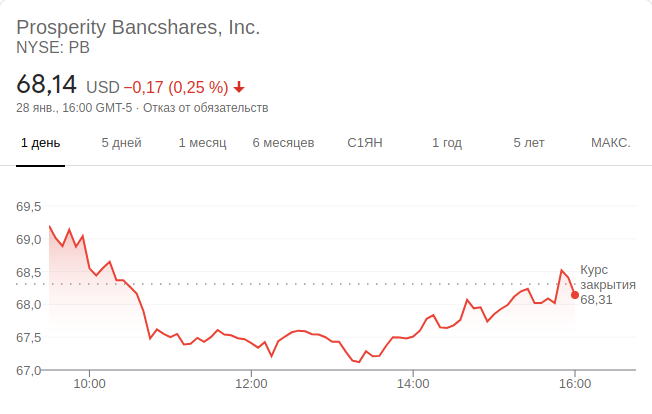 Prosperity Bancshares, Inc.
NYSE: PB
68,14 USD −0,17 (0,25 %)
28 янв., 16:00 GMT-5 · Отказ от обязательств
1 день 5 дней 1 месяц 6 месяцев С1ЯН 1 год 5 лет МАКС.
69,5
69,0
68,5
68,0
67,5
67,0
Курс
закрытия
68,31
10:00 12:00 14:00 16:00